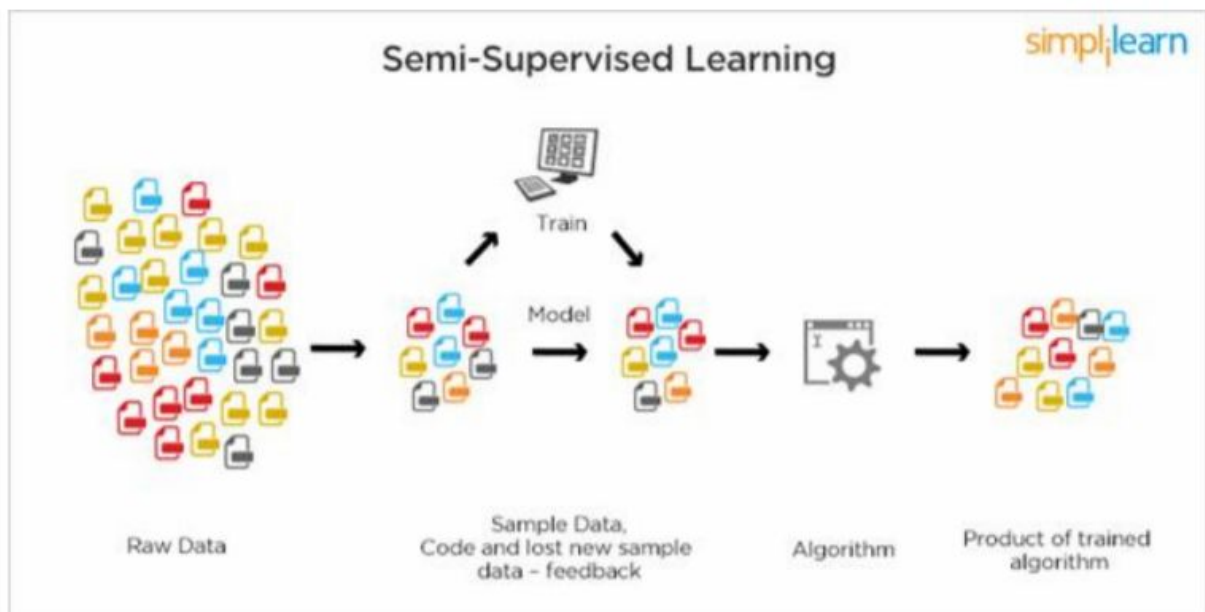 Semi-Supervised Learning
simplilearn
Train
Model
Raw Data
Sample Data,
Code and lost new sample
data – feedback
Algorithm
Product of trained
algorithm